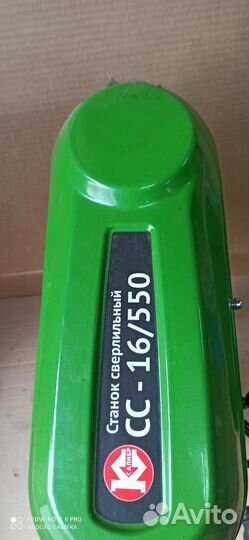 Станок сверлильный
СС - 16/550
КАЛИБР
REDMI NOTE 8 PRO
AI QUAD CAMERA
Avito